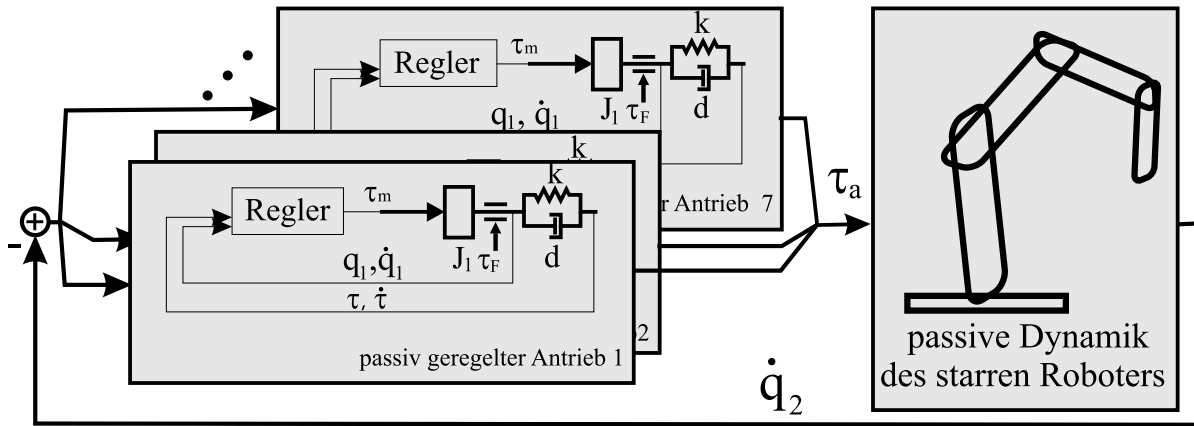 k
Regler
τm
J1 τF
d
q1, q̇1
r Antrieb 7
k
k
Regler
τm
J1 τF
d
q1,q̇1
τ, τ̇
2
passiv geregelter Antrieb 1
+
-
τa
q̇2
passive Dynamik
des starren Roboters